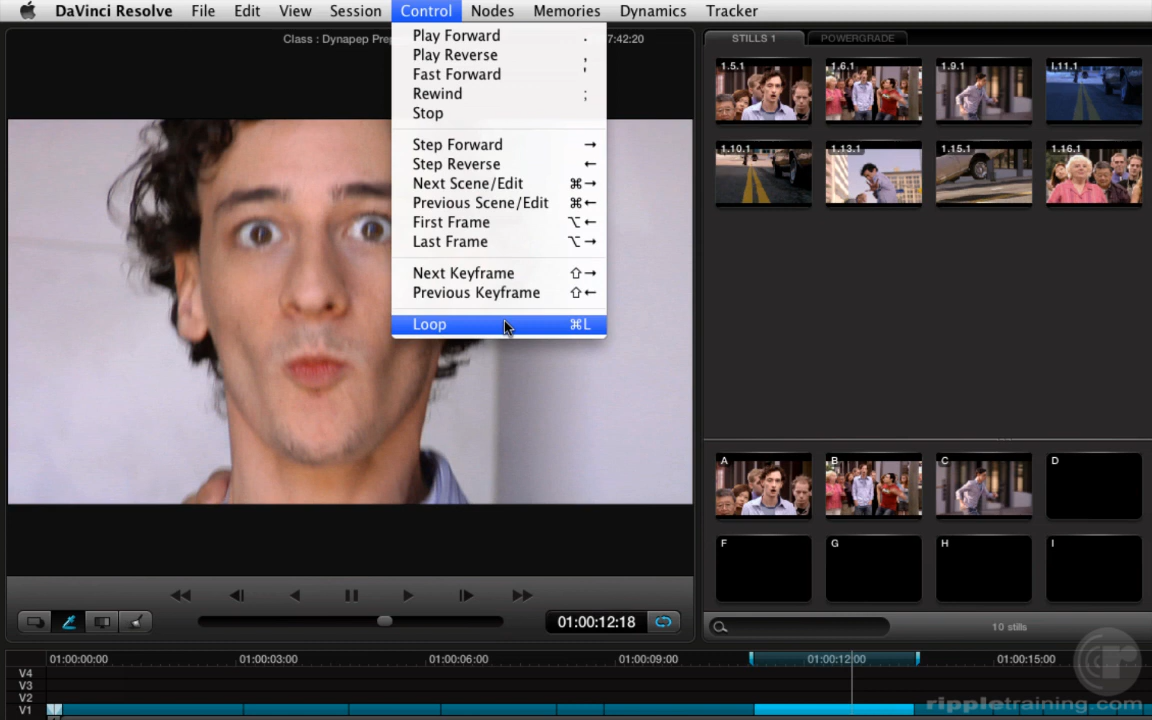 DaVinci Resolve File Edit View Session Control Nodes Memories Dynamics Tracker
Class : Dynapep Prep
7:42:20
Play Forward .
Play Reverse ,
Fast Forward '
Rewind ;
Stop
Step Forward →
Step Reverse ←
Next Scene/Edit ⌘→
Previous Scene/Edit ⌘←
First Frame ⌥←
Last Frame ⌥→
Next Keyframe ⇧→
Previous Keyframe ⇧←
Loop ⌘L
STILLS 1 POWERGRADE
1.5.1 1.6.1 1.9.1 1.11.1
1.10.1 1.13.1 1.15.1 1.16.1
A B C D
F G H I
10 stills
01:00:12:18
01:00:00:00 01:00:03:00 01:00:06:00 01:00:09:00 01:00:12:00 01:00:15:00
V4
V3
V2
V1
rippletraining.com